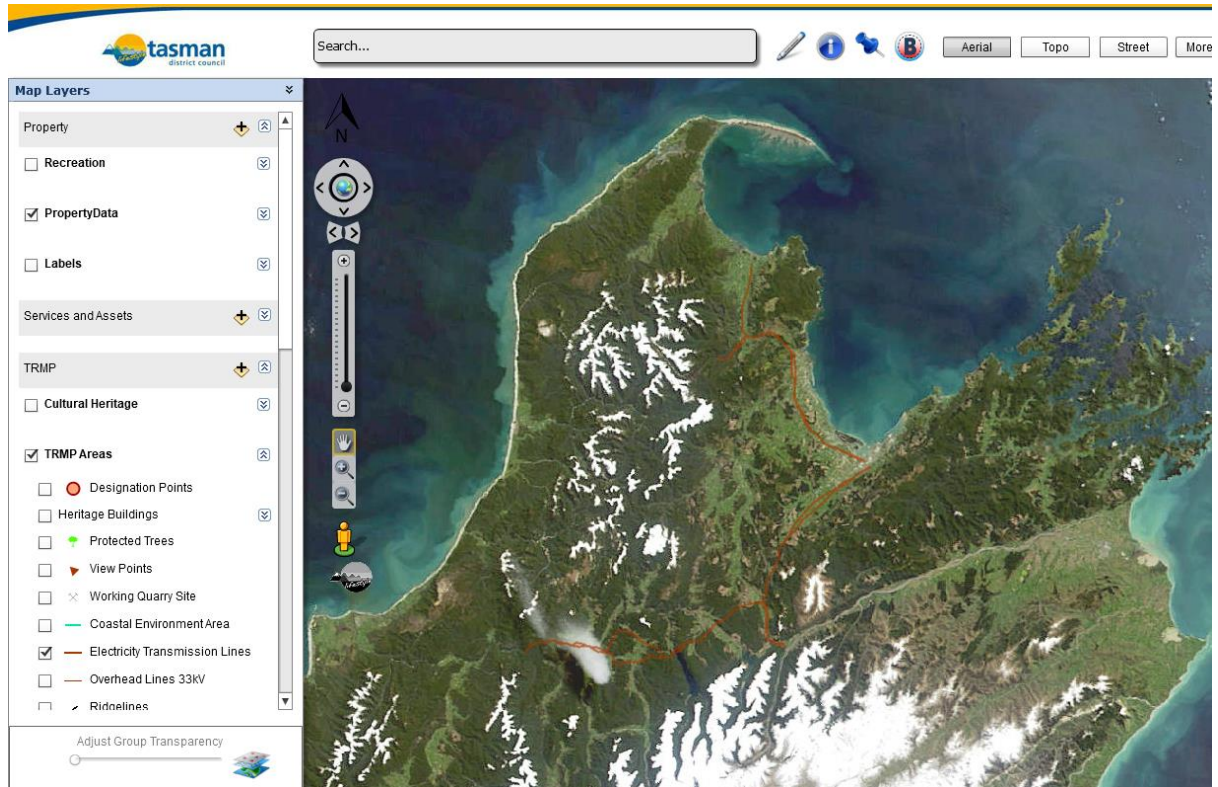 tasman
district council
Search...
B
Aerial
Topo
Street
More
Map Layers
Property
Recreation
PropertyData
Labels
Services and Assets
TRMP
Cultural Heritage
TRMP Areas
Designation Points
Heritage Buildings
Protected Trees
View Points
Working Quarry Site
Coastal Environment Area
Electricity Transmission Lines
Overhead Lines 33kV
Ridgelines
Adjust Group Transparency
N